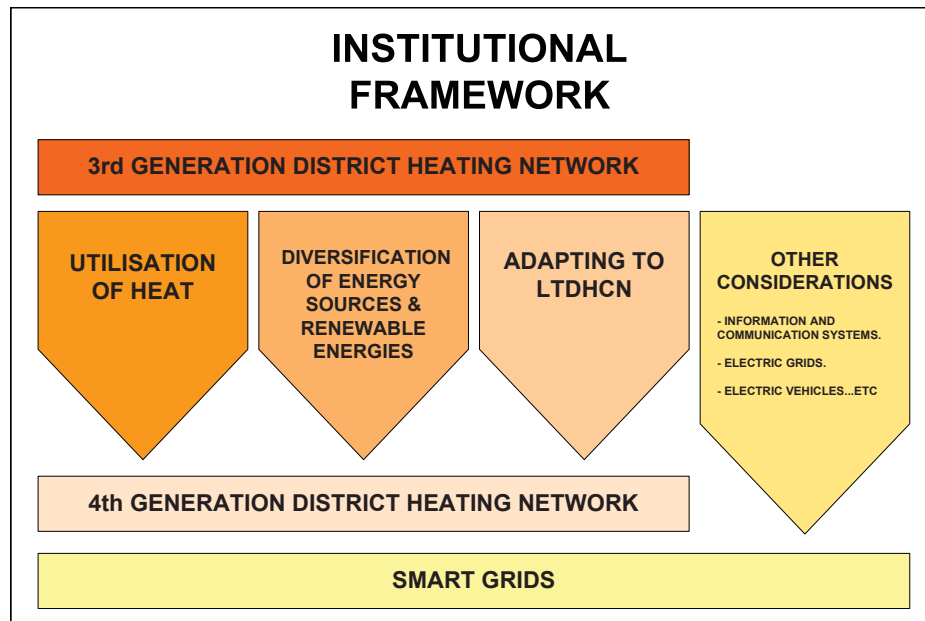 INSTITUTIONAL
FRAMEWORK
3rd GENERATION DISTRICT HEATING NETWORK
UTILISATION
OF HEAT
DIVERSIFICATION
OF ENERGY
SOURCES &
RENEWABLE
ENERGIES
ADAPTING TO
LTDHCN
OTHER
CONSIDERATIONS
- INFORMATION AND
COMMUNICATION SYSTEMS.
- ELECTRIC GRIDS.
- ELECTRIC VEHICLES...ETC
4th GENERATION DISTRICT HEATING NETWORK
SMART GRIDS